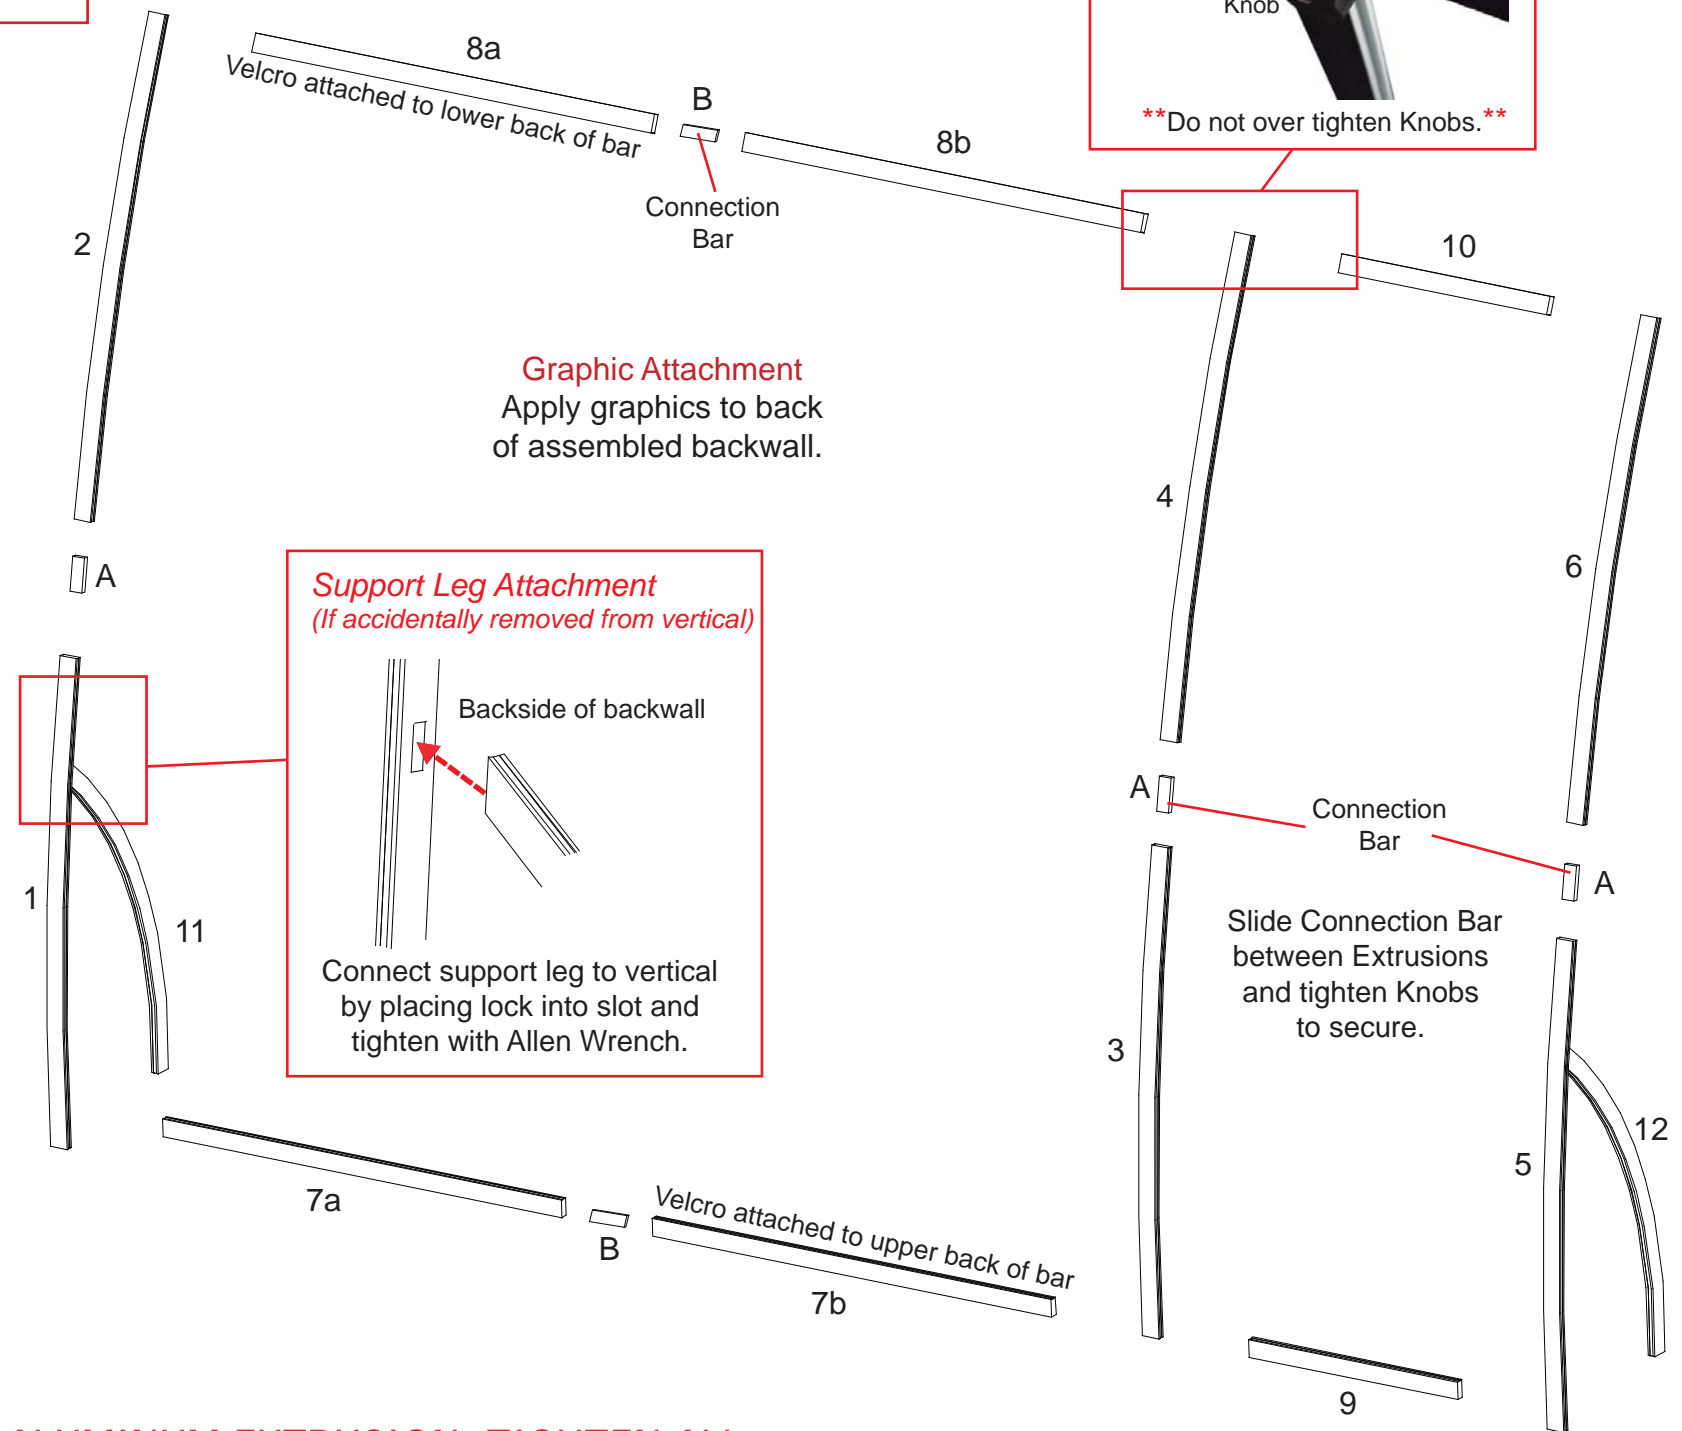 Knob
**Do not over tighten Knobs.**
8a
Velcro attached to lower back of bar
B
8b
Connection
Bar
2
10
Graphic Attachment
Apply graphics to back
of assembled backwall.
4
6
A
Support Leg Attachment
(If accidentally removed from vertical)
Backside of backwall
Connect support leg to vertical
by placing lock into slot and
tighten with Allen Wrench.
A
Connection
Bar
A
1
11
Slide Connection Bar
between Extrusions
and tighten Knobs
to secure.
3
5
12
7a
B
Velcro attached to upper back of bar
7b
9
ALUMINUM EXTRUSION. TIGHTEN ALL